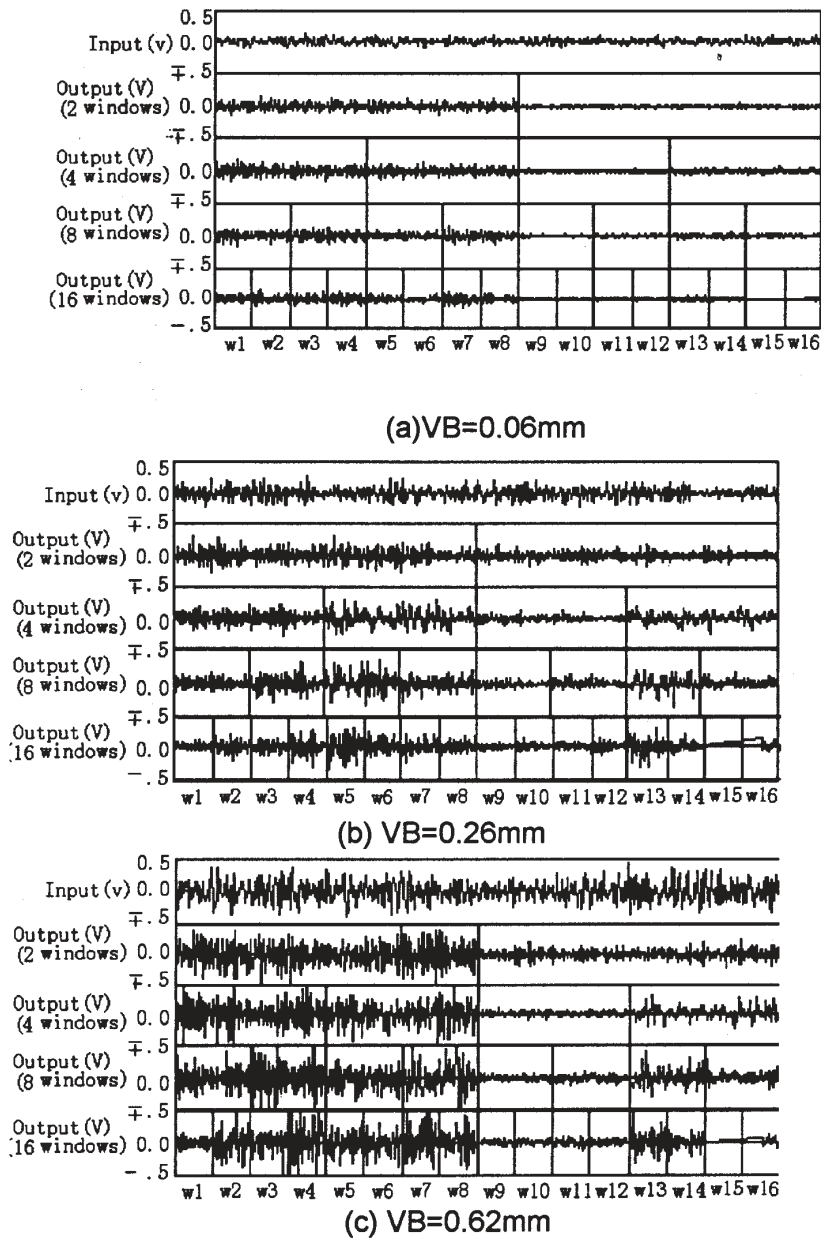 0.5
Input(v) 0.0
∓.5
Output(V)
(2 windows) 0.0
∓.5
Output(V)
(4 windows) 0.0
∓.5
Output(V)
(8 windows) 0.0
∓.5
Output(V)
(16 windows) 0.0
-.5
w1 w2 w3 w4 w5 w6 w7 w8 w9 w10 w11 w12 w13 w14 w15 w16
(a)VB=0.06mm
0.5
Input(v) 0.0
∓.5
Output(V)
(2 windows) 0.0
∓.5
Output(V)
(4 windows) 0.0
∓.5
Output(V)
(8 windows) 0.0
∓.5
Output(V)
(16 windows) 0.0
-.5
w1 w2 w3 w4 w5 w6 w7 w8 w9 w10 w11 w12 w13 w14 w15 w16
(b) VB=0.26mm
0.5
Input(v) 0.0
∓.5
Output(V)
(2 windows) 0.0
∓.5
Output(V)
(4 windows) 0.0
∓.5
Output(V)
(8 windows) 0.0
∓.5
Output(V)
(16 windows) 0.0
-.5
w1 w2 w3 w4 w5 w6 w7 w8 w9 w10 w11 w12 w13 w14 w15 w16
(c) VB=0.62mm